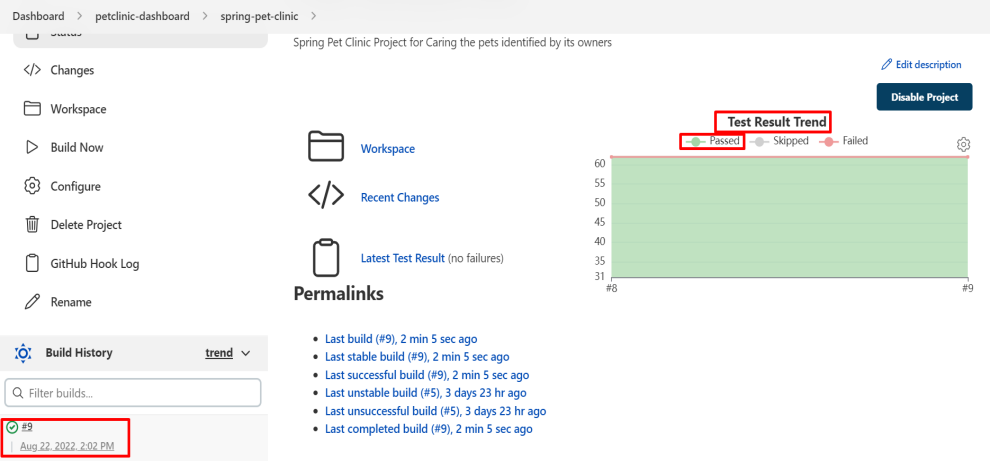 Dashboard > petclinic-dashboard > spring-pet-clinic >
Status
Changes
Workspace
Build Now
Configure
Delete Project
GitHub Hook Log
Rename
Build History trend
Filter builds...
#9
Aug 22, 2022, 2:02 PM
Spring Pet Clinic Project for Caring the pets identified by its owners
Edit description
Disable Project
Workspace
Recent Changes
Latest Test Result (no failures)
Test Result Trend
Passed Skipped Failed
60
55
50
45
40
35
31
#8 #9
Permalinks
Last build (#9), 2 min 5 sec ago
Last stable build (#9), 2 min 5 sec ago
Last successful build (#9), 2 min 5 sec ago
Last unstable build (#5), 3 days 23 hr ago
Last unsuccessful build (#5), 3 days 23 hr ago
Last completed build (#9), 2 min 5 sec ago